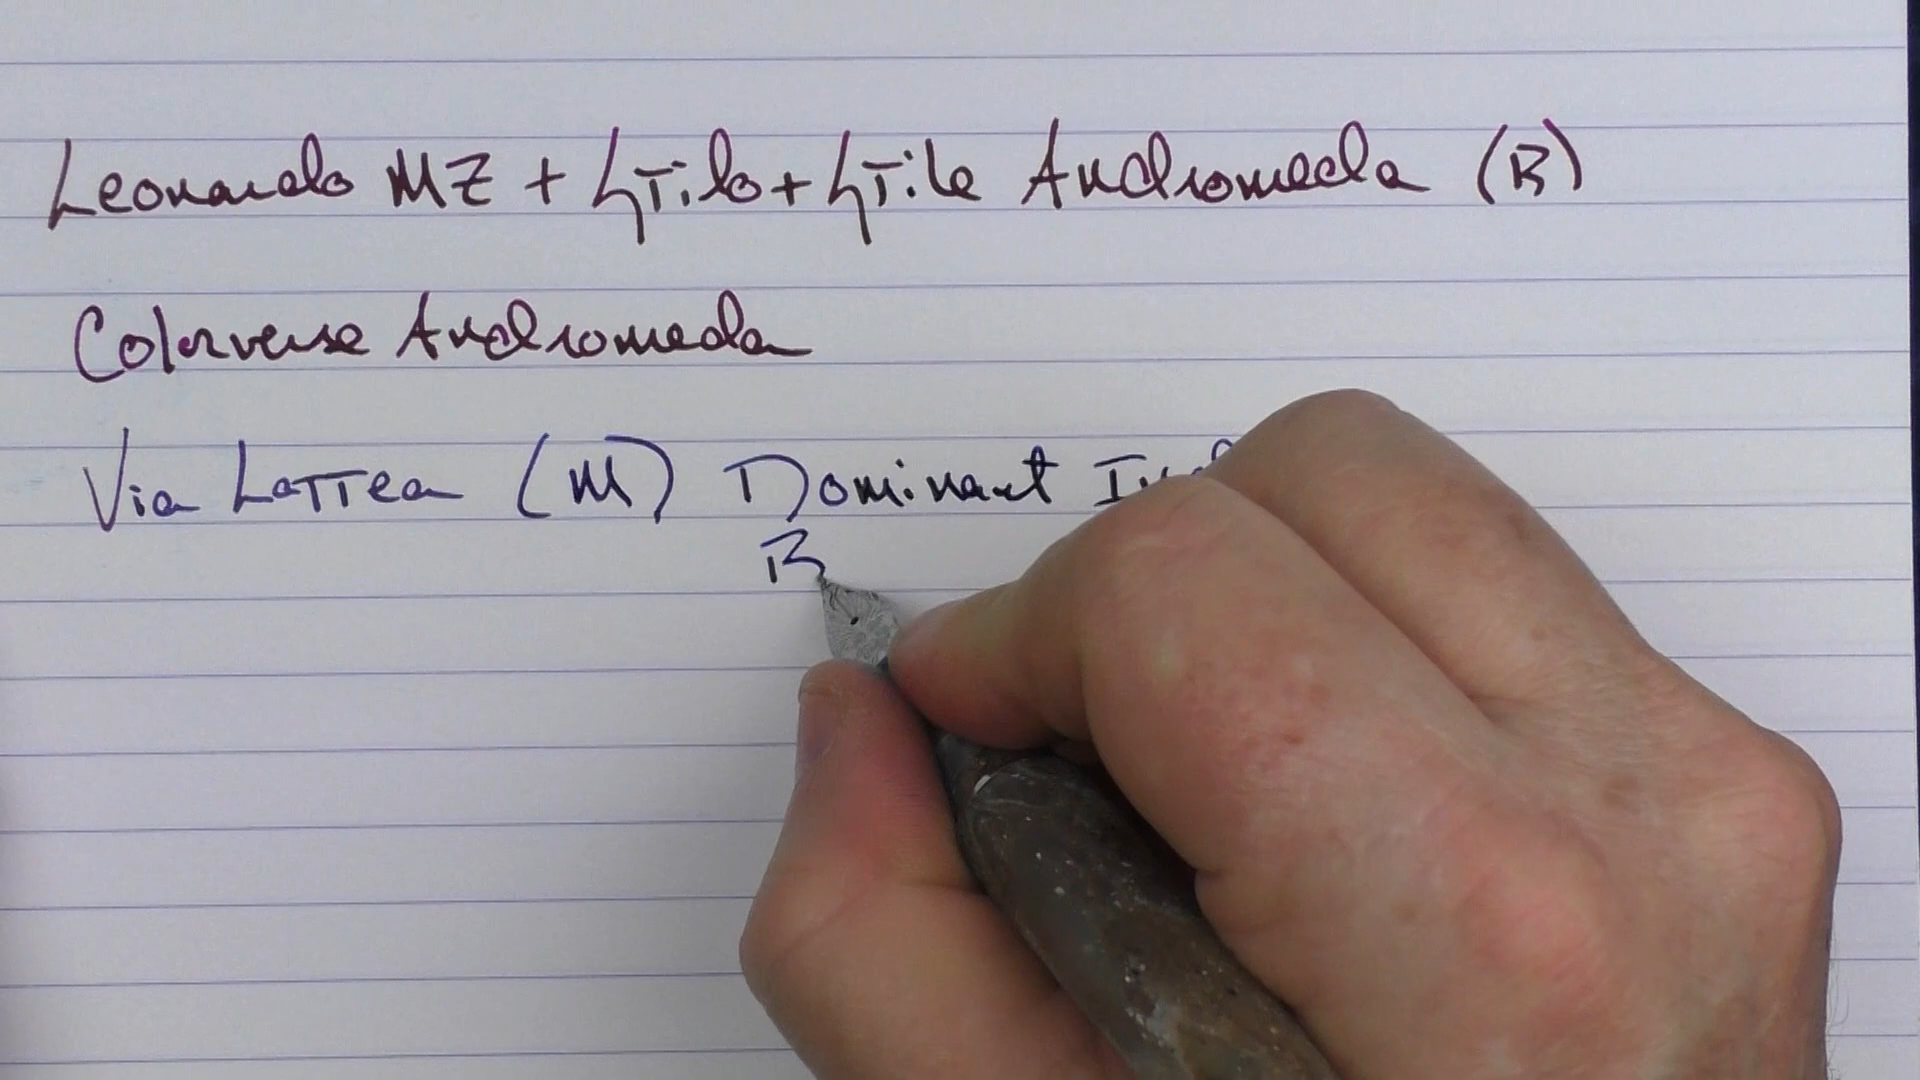 Leonardo MZ + Stilo + Stile Andromeda (B)
Colorverse Andromeda
Via Lattea (M) Dominant
B